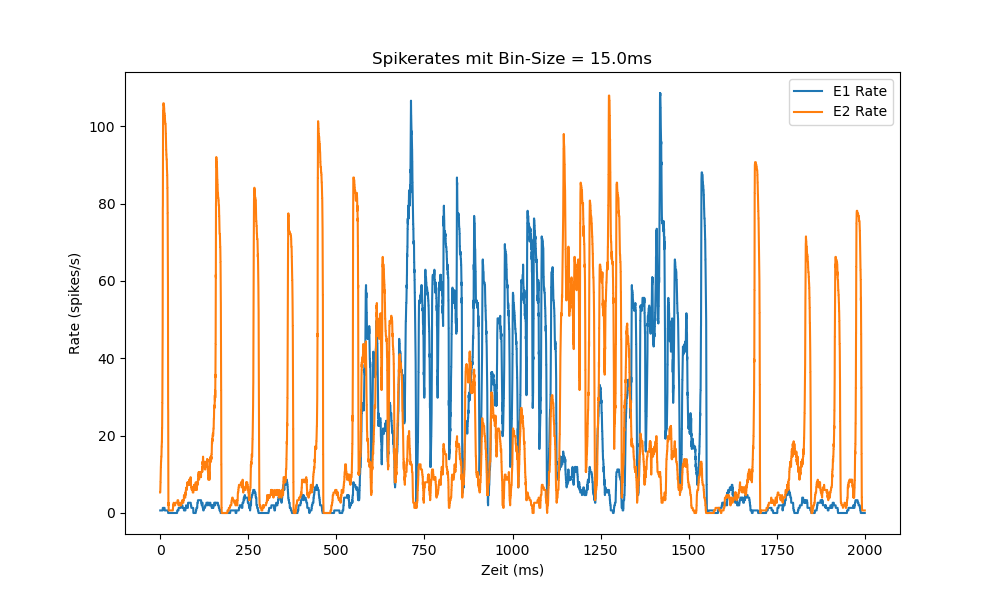 Spikerates mit Bin-Size = 15.0ms
E1 Rate
E2 Rate
Rate (spikes/s)
100
80
60
40
20
0
0 250 500 750 1000 1250 1500 1750 2000
Zeit (ms)